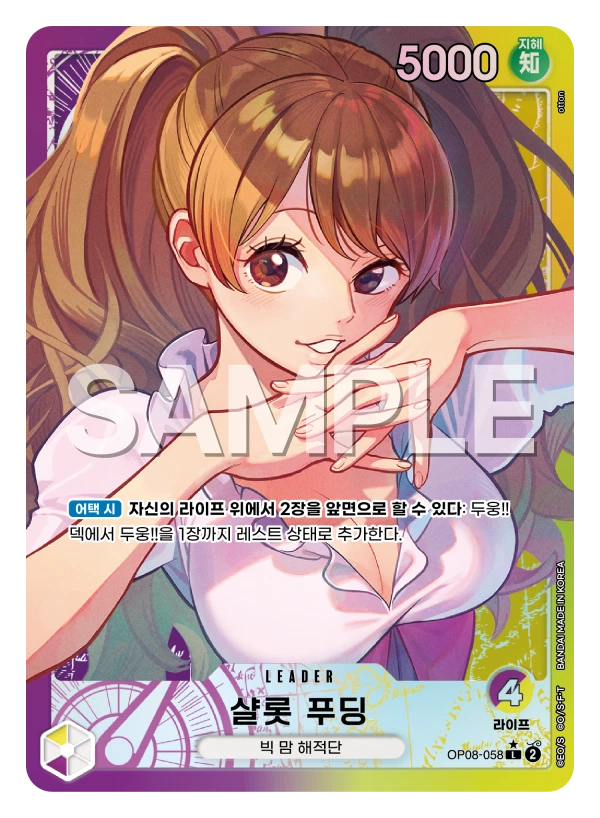 5000
지혜
知
otton
SAMPLE
어택 시 자신의 라이프 위에서 2장을 앞면으로 할 수 있다: 두웅!!
덱에서 두웅!!을 1장까지 레스트 상태로 추가한다.
BANDAI MADE IN KOREA
©EO/S ©O/S·F·T
LEADER
4
라이프
샬롯 푸딩
빅 맘 해적단
OP08-058 L 2